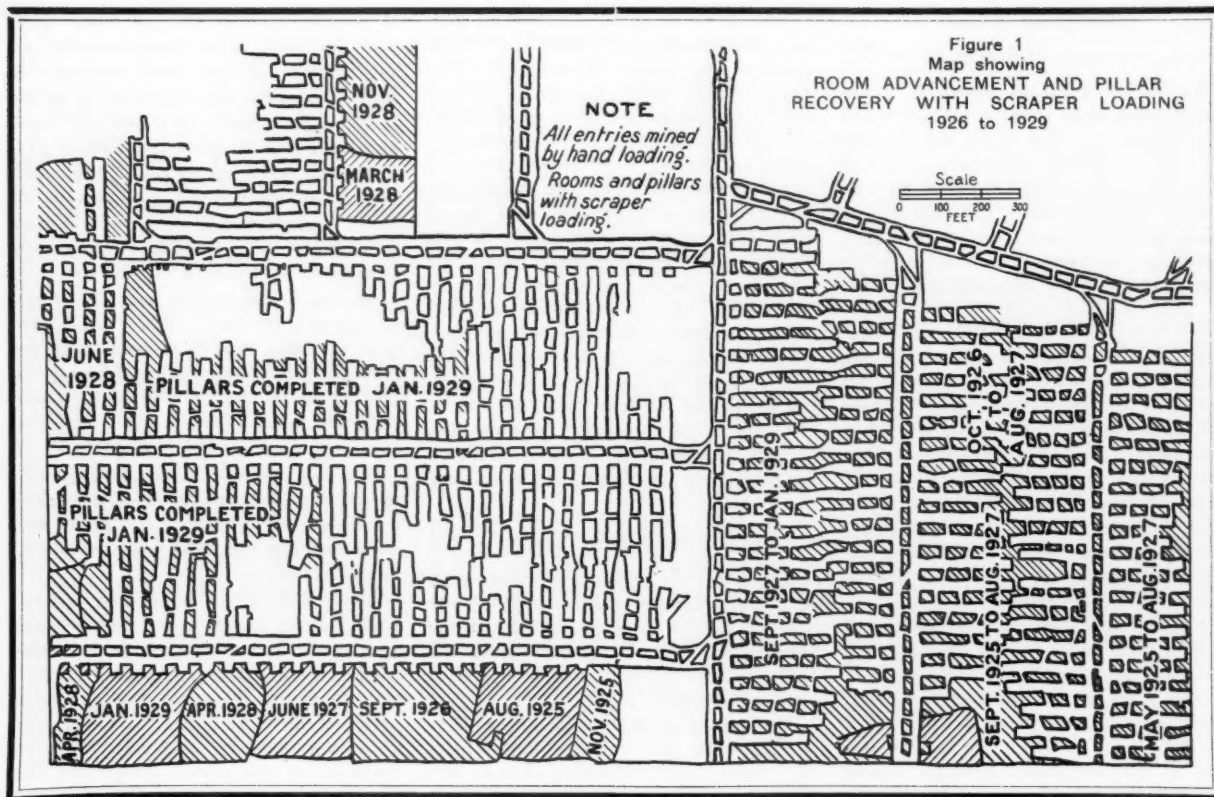 Figure 1
Map showing
ROOM ADVANCEMENT AND PILLAR
RECOVERY WITH SCRAPER LOADING
1926 to 1929
Scale
0 100 200 300
FEET
NOTE
All entries mined
by hand loading.
Rooms and pillars
with scraper
loading.
NOV.
1928
MARCH
1928
JUNE
1928
PILLARS COMPLETED JAN. 1929
PILLARS COMPLETED
JAN. 1929
APR. 1928
JAN. 1929
APR. 1928
JUNE 1927
SEPT. 1926
AUG. 1925
NOV. 1925
SEPT. 1927 TO JAN. 1929
OCT. 1926
TO
AUG. 1927
SEPT. 1925 TO AUG. 1927
MAY 1925 TO AUG. 1927